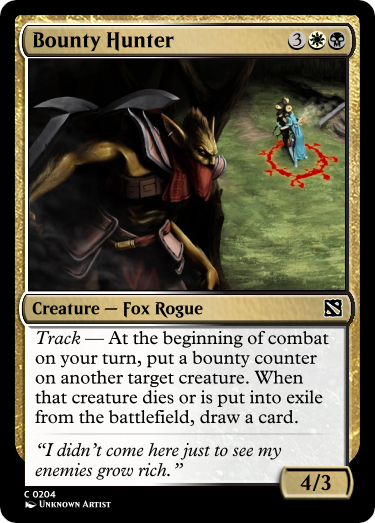 Bounty Hunter 3
Creature — Fox Rogue
Track — At the beginning of combat
on your turn, put a bounty counter
on another target creature. When
that creature dies or is put into exile
from the battlefield, draw a card.
“I didn’t come here just to see my
enemies grow rich.”
4/3
C 0204
Unknown Artist